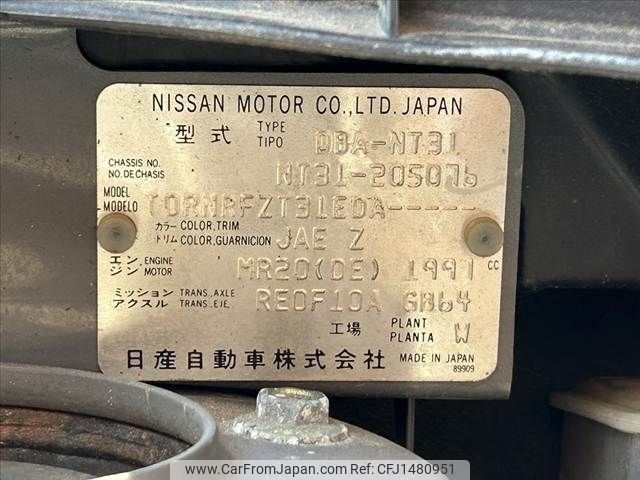 NISSAN MOTOR CO.,LTD. JAPAN
型式 TYPE TIPO DBA-NT31
CHASSIS NO. NO. DE CHASIS NT31-205076
MODEL MODELO TDRNRFZT31EDA-----
カラー COLOR, TRIM トリム COLOR, GUARNICION JAE Z
エンジン ENGINE MOTOR MR20(DE) 1997 CC
ミッション TRANS., AXLE アクスル TRANS., EJE RE0F10A GB64
工場 PLANT PLANTA W
日産自動車株式会社 MADE IN JAPAN
89909
www.CarFromJapan.com | CarFromJapan | CFJ1480951